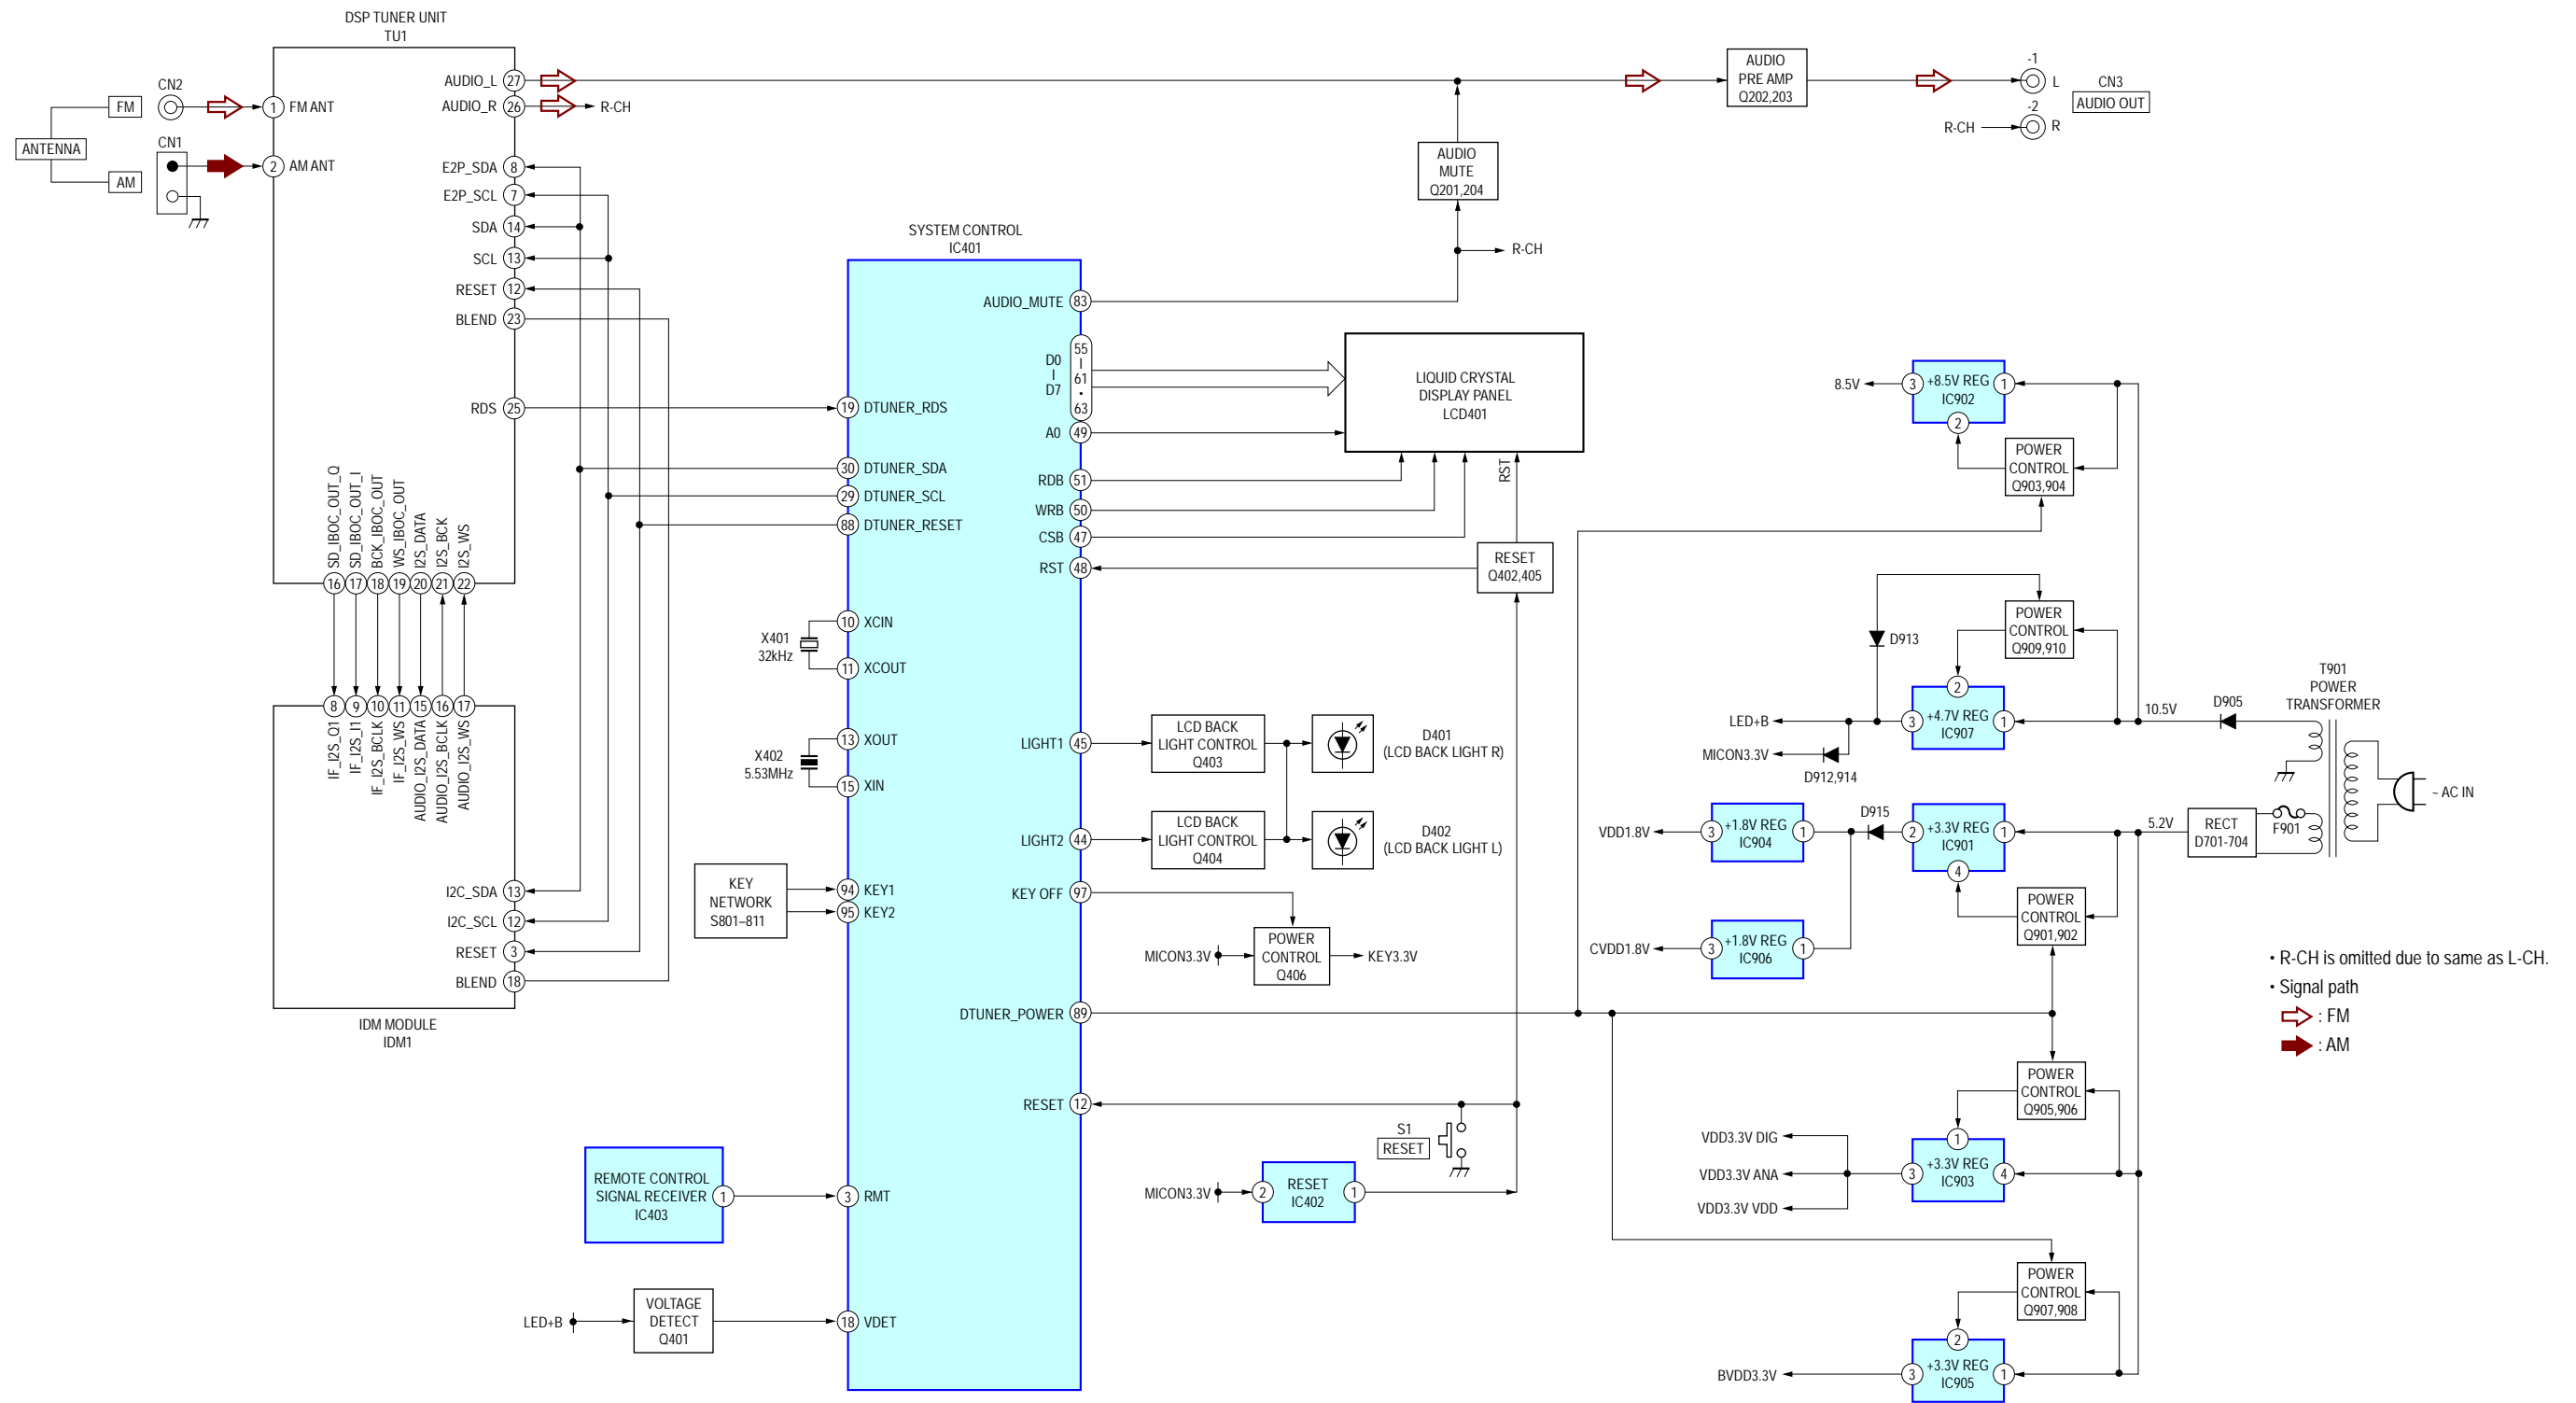 DSP TUNER UNIT
TU1
ANTENNA
FM
AM
CN2
CN1
1 FM ANT
2 AM ANT
AUDIO_L 27
AUDIO_R 26
R-CH
E2P_SDA 8
E2P_SCL 7
SDA 14
SCL 13
RESET 12
BLEND 23
RDS 25
SD_IBOC_OUT_Q
SD_IBOC_OUT_I
BCK_IBOC_OUT
WS_IBOC_OUT
I2S_DATA
I2S_BCK
I2S_WS
16 17 18 19 20 21 22
8 9 10 11 15 16 17
IF_I2S_Q1
IF_I2S_I1
IF_I2S_BCLK
IF_I2S_WS
AUDIO_I2S_DATA
AUDIO_I2S_BCLK
AUDIO_I2S_WS
I2C_SDA 13
I2C_SCL 12
RESET 3
BLEND 18
IDM MODULE
IDM1
SYSTEM CONTROL
IC401
19 DTUNER_RDS
30 DTUNER_SDA
29 DTUNER_SCL
88 DTUNER_RESET
10 XCIN
X401
32kHz
11 XCOUT
13 XOUT
X402
5.53MHz
15 XIN
KEY
NETWORK
S801–811
94 KEY1
95 KEY2
REMOTE CONTROL
SIGNAL RECEIVER
IC403
1
3 RMT
LED+B
VOLTAGE
DETECT
Q401
18 VDET
AUDIO_MUTE 83
D0
I
D7
55
I
61
•
63
A0 49
RDB 51
WRB 50
CSB 47
RST 48
LIGHT1 45
LIGHT2 44
KEY OFF 97
DTUNER_POWER 89
RESET 12
AUDIO
MUTE
Q201,204
R-CH
AUDIO
PRE AMP
Q202,203
-1
L
-2
R-CH
R
CN3
AUDIO OUT
LIQUID CRYSTAL
DISPLAY PANEL
LCD401
RST
RESET
Q402,405
LCD BACK
LIGHT CONTROL
Q403
D401
(LCD BACK LIGHT R)
LCD BACK
LIGHT CONTROL
Q404
D402
(LCD BACK LIGHT L)
MICON3.3V
POWER
CONTROL
Q406
KEY3.3V
S1
RESET
MICON3.3V
2
RESET
IC402
1
8.5V
3
+8.5V REG
IC902
1
2
POWER
CONTROL
Q903,904
POWER
CONTROL
Q909,910
D913
2
LED+B
3
+4.7V REG
IC907
1
MICON3.3V
D912,914
10.5V
D905
T901
POWER
TRANSFORMER
~ AC IN
F901
RECT
D701-704
5.2V
VDD1.8V
3
+1.8V REG
IC904
1
D915
2
+3.3V REG
IC901
1
4
POWER
CONTROL
Q901,902
CVDD1.8V
3
+1.8V REG
IC906
1
POWER
CONTROL
Q905,906
1
VDD3.3V DIG
VDD3.3V ANA
VDD3.3V VDD
3
+3.3V REG
IC903
4
POWER
CONTROL
Q907,908
2
BVDD3.3V
3
+3.3V REG
IC905
1
• R-CH is omitted due to same as L-CH.
• Signal path
: FM
: AM